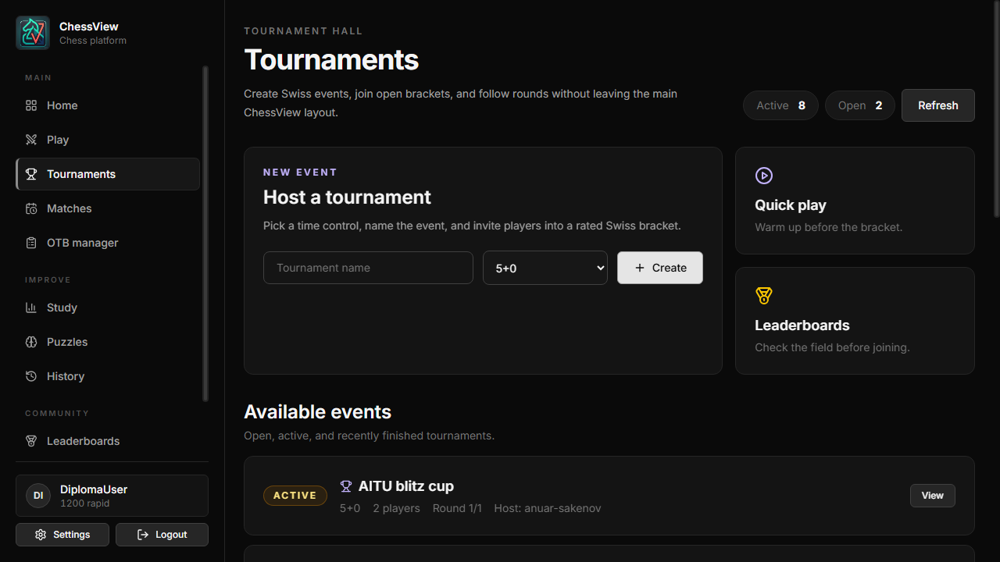 ChessView
Chess platform
MAIN
Home
Play
Tournaments
Matches
OTB manager
IMPROVE
Study
Puzzles
History
COMMUNITY
Leaderboards
DI
DiplomaUser
1200 rapid
Settings
Logout
TOURNAMENT HALL
Tournaments
Create Swiss events, join open brackets, and follow rounds without leaving the main
ChessView layout.
Active 8
Open 2
Refresh
NEW EVENT
Host a tournament
Pick a time control, name the event, and invite players into a rated Swiss bracket.
Tournament name
5+0
Create
Quick play
Warm up before the bracket.
Leaderboards
Check the field before joining.
Available events
Open, active, and recently finished tournaments.
ACTIVE
AITU blitz cup
5+0 2 players Round 1/1 Host: anuar-sakenov
View